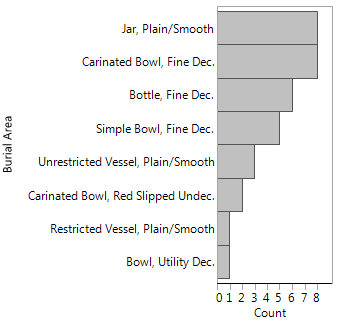 Burial Area
Jar, Plain/Smooth
Carinated Bowl, Fine Dec.
Bottle, Fine Dec.
Simple Bowl, Fine Dec.
Unrestricted Vessel, Plain/Smooth
Carinated Bowl, Red Slipped Undec.
Restricted Vessel, Plain/Smooth
Bowl, Utility Dec.
0 1 2 3 4 5 6 7 8
Count